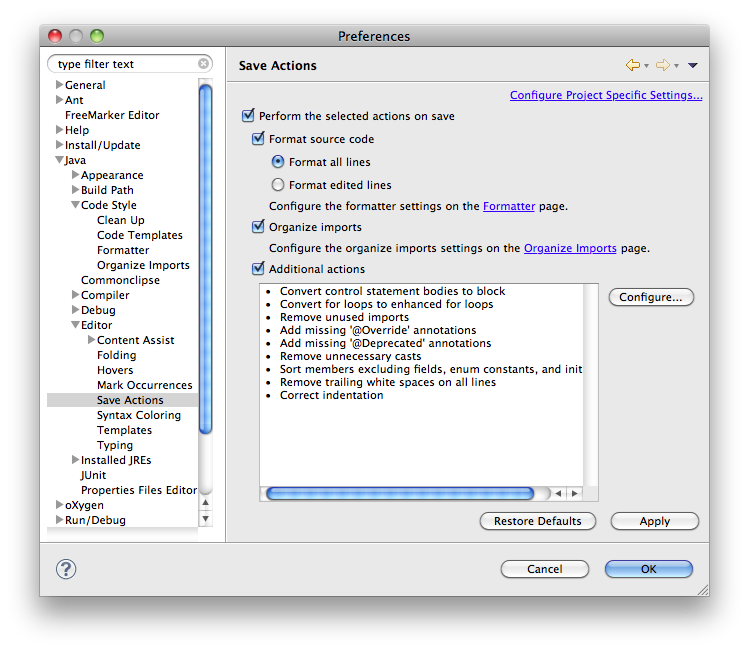 Preferences
type filter text
General
Ant
FreeMarker Editor
Help
Install/Update
Java
Appearance
Build Path
Code Style
Clean Up
Code Templates
Formatter
Organize Imports
Commonclipse
Compiler
Debug
Editor
Content Assist
Folding
Hovers
Mark Occurrences
Save Actions
Syntax Coloring
Templates
Typing
Installed JREs
JUnit
Properties Files Editor
oXygen
Run/Debug
Save Actions
Configure Project Specific Settings...
Perform the selected actions on save
Format source code
Format all lines
Format edited lines
Configure the formatter settings on the Formatter page.
Organize imports
Configure the organize imports settings on the Organize Imports page.
Additional actions
• Convert control statement bodies to block
• Convert for loops to enhanced for loops
• Remove unused imports
• Add missing '@Override' annotations
• Add missing '@Deprecated' annotations
• Remove unnecessary casts
• Sort members excluding fields, enum constants, and init
• Remove trailing white spaces on all lines
• Correct indentation
Configure...
Restore Defaults
Apply
?
Cancel
OK